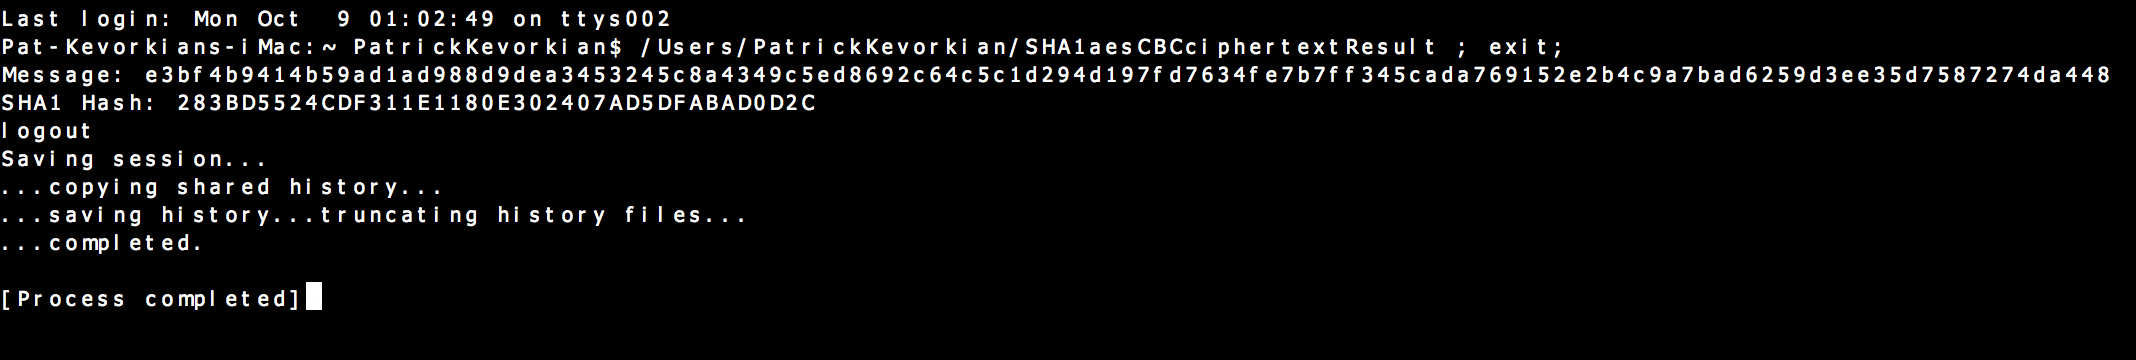 Last login: Mon Oct  9 01:02:49 on ttys002
Pat-Kevorkians-iMac:~ PatrickKevorkian$ /Users/PatrickKevorkian/SHA1aesCBCciphertextResult ; exit;
Message: e3bf4b9414b59ad1ad988d9dea3453245c8a4349c5ed8692c64c5c1d294d197fd7634fe7b7ff345cada769152e2b4c9a7bad6259d3ee35d7587274da448
SHA1 Hash: 283BD5524CDF311E1180E302407AD5DFABAD0D2C
logout
Saving session...
...copying shared history...
...saving history...truncating history files...
...completed.
[Process completed]